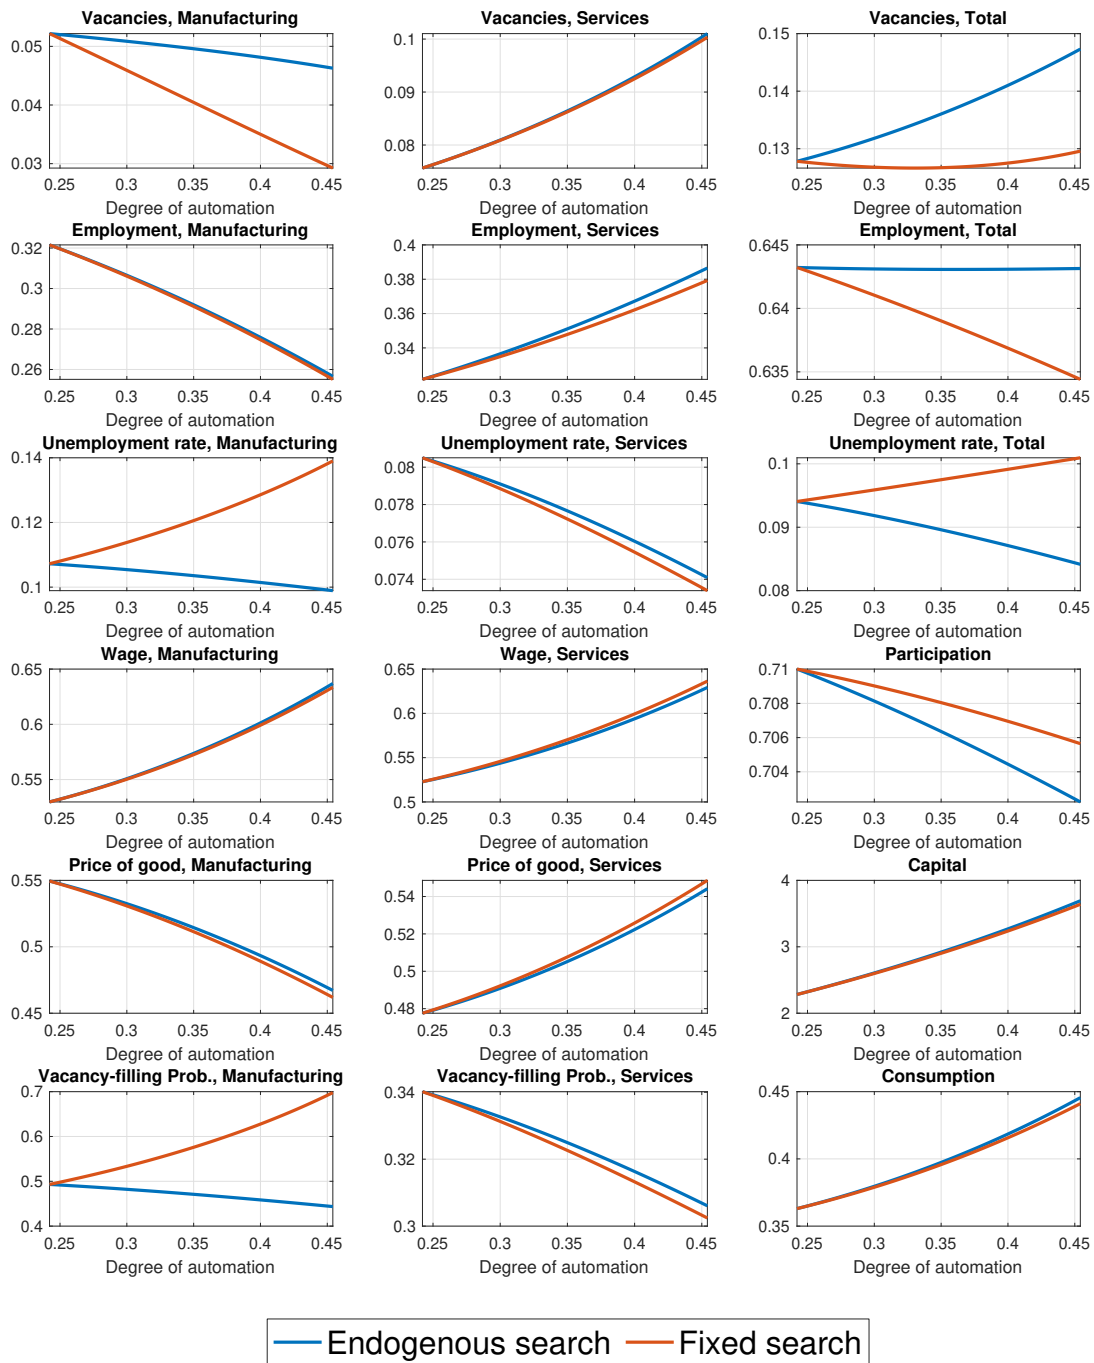 Vacancies, Manufacturing
0.05
0.04
0.03
0.25 0.3 0.35 0.4 0.45
Degree of automation
Vacancies, Services
0.1
0.09
0.08
0.25 0.3 0.35 0.4 0.45
Degree of automation
Vacancies, Total
0.15
0.14
0.13
0.25 0.3 0.35 0.4 0.45
Degree of automation
Employment, Manufacturing
0.32
0.3
0.28
0.26
0.25 0.3 0.35 0.4 0.45
Degree of automation
Employment, Services
0.4
0.38
0.36
0.34
0.25 0.3 0.35 0.4 0.45
Degree of automation
Employment, Total
0.645
0.64
0.635
0.25 0.3 0.35 0.4 0.45
Degree of automation
Unemployment rate, Manufacturing
0.14
0.12
0.1
0.25 0.3 0.35 0.4 0.45
Degree of automation
Unemployment rate, Services
0.08
0.078
0.076
0.074
0.25 0.3 0.35 0.4 0.45
Degree of automation
Unemployment rate, Total
0.1
0.09
0.08
0.25 0.3 0.35 0.4 0.45
Degree of automation
Wage, Manufacturing
0.65
0.6
0.55
0.25 0.3 0.35 0.4 0.45
Degree of automation
Wage, Services
0.65
0.6
0.55
0.5
0.25 0.3 0.35 0.4 0.45
Degree of automation
Participation
0.71
0.708
0.706
0.704
0.25 0.3 0.35 0.4 0.45
Degree of automation
Price of good, Manufacturing
0.55
0.5
0.45
0.25 0.3 0.35 0.4 0.45
Degree of automation
Price of good, Services
0.54
0.52
0.5
0.48
0.25 0.3 0.35 0.4 0.45
Degree of automation
Capital
4
3
2
0.25 0.3 0.35 0.4 0.45
Degree of automation
Vacancy-filling Prob., Manufacturing
0.7
0.6
0.5
0.4
0.25 0.3 0.35 0.4 0.45
Degree of automation
Vacancy-filling Prob., Services
0.34
0.32
0.3
0.25 0.3 0.35 0.4 0.45
Degree of automation
Consumption
0.45
0.4
0.35
0.25 0.3 0.35 0.4 0.45
Degree of automation
Endogenous search Fixed search